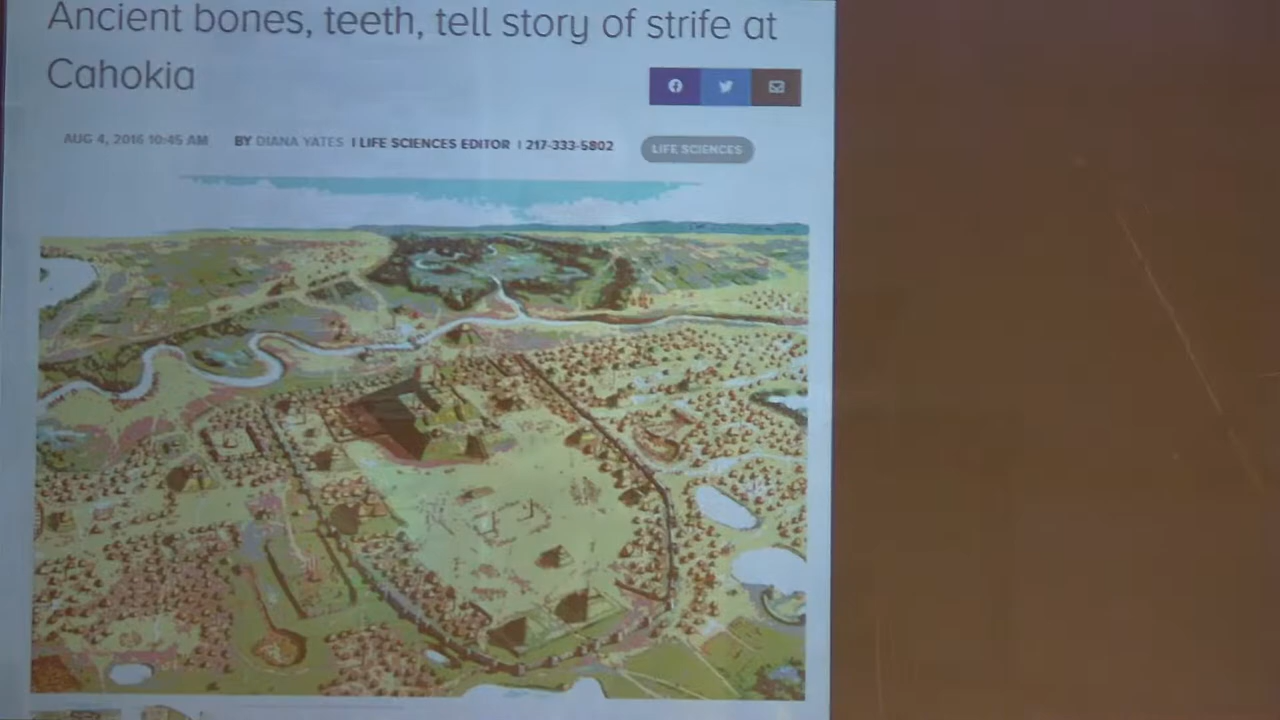 Ancient bones, teeth, tell story of strife at
Cahokia
AUG 4, 2016 10:45 AM BY DIANA YATES | LIFE SCIENCES EDITOR | 217-333-5802 LIFE SCIENCES